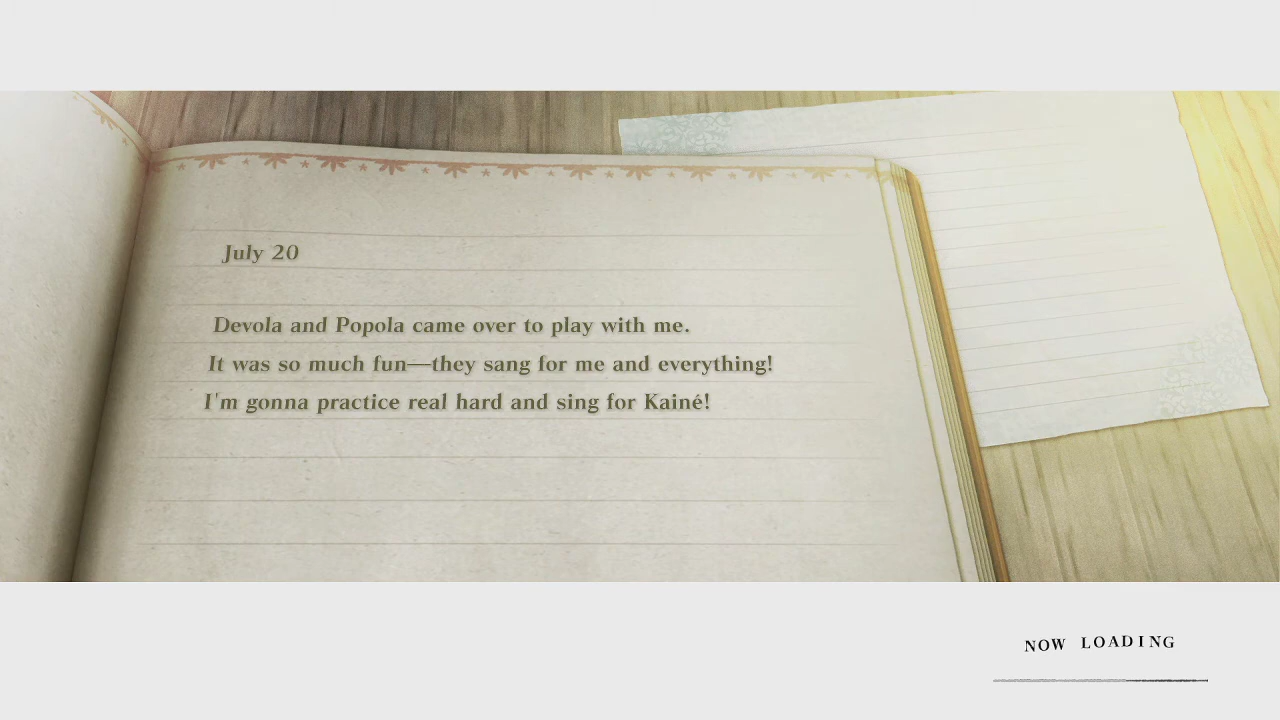 July 20
Devola and Popola came over to play with me.
It was so much fun—they sang for me and everything!
I'm gonna practice real hard and sing for Kainé!
NOW LOADING